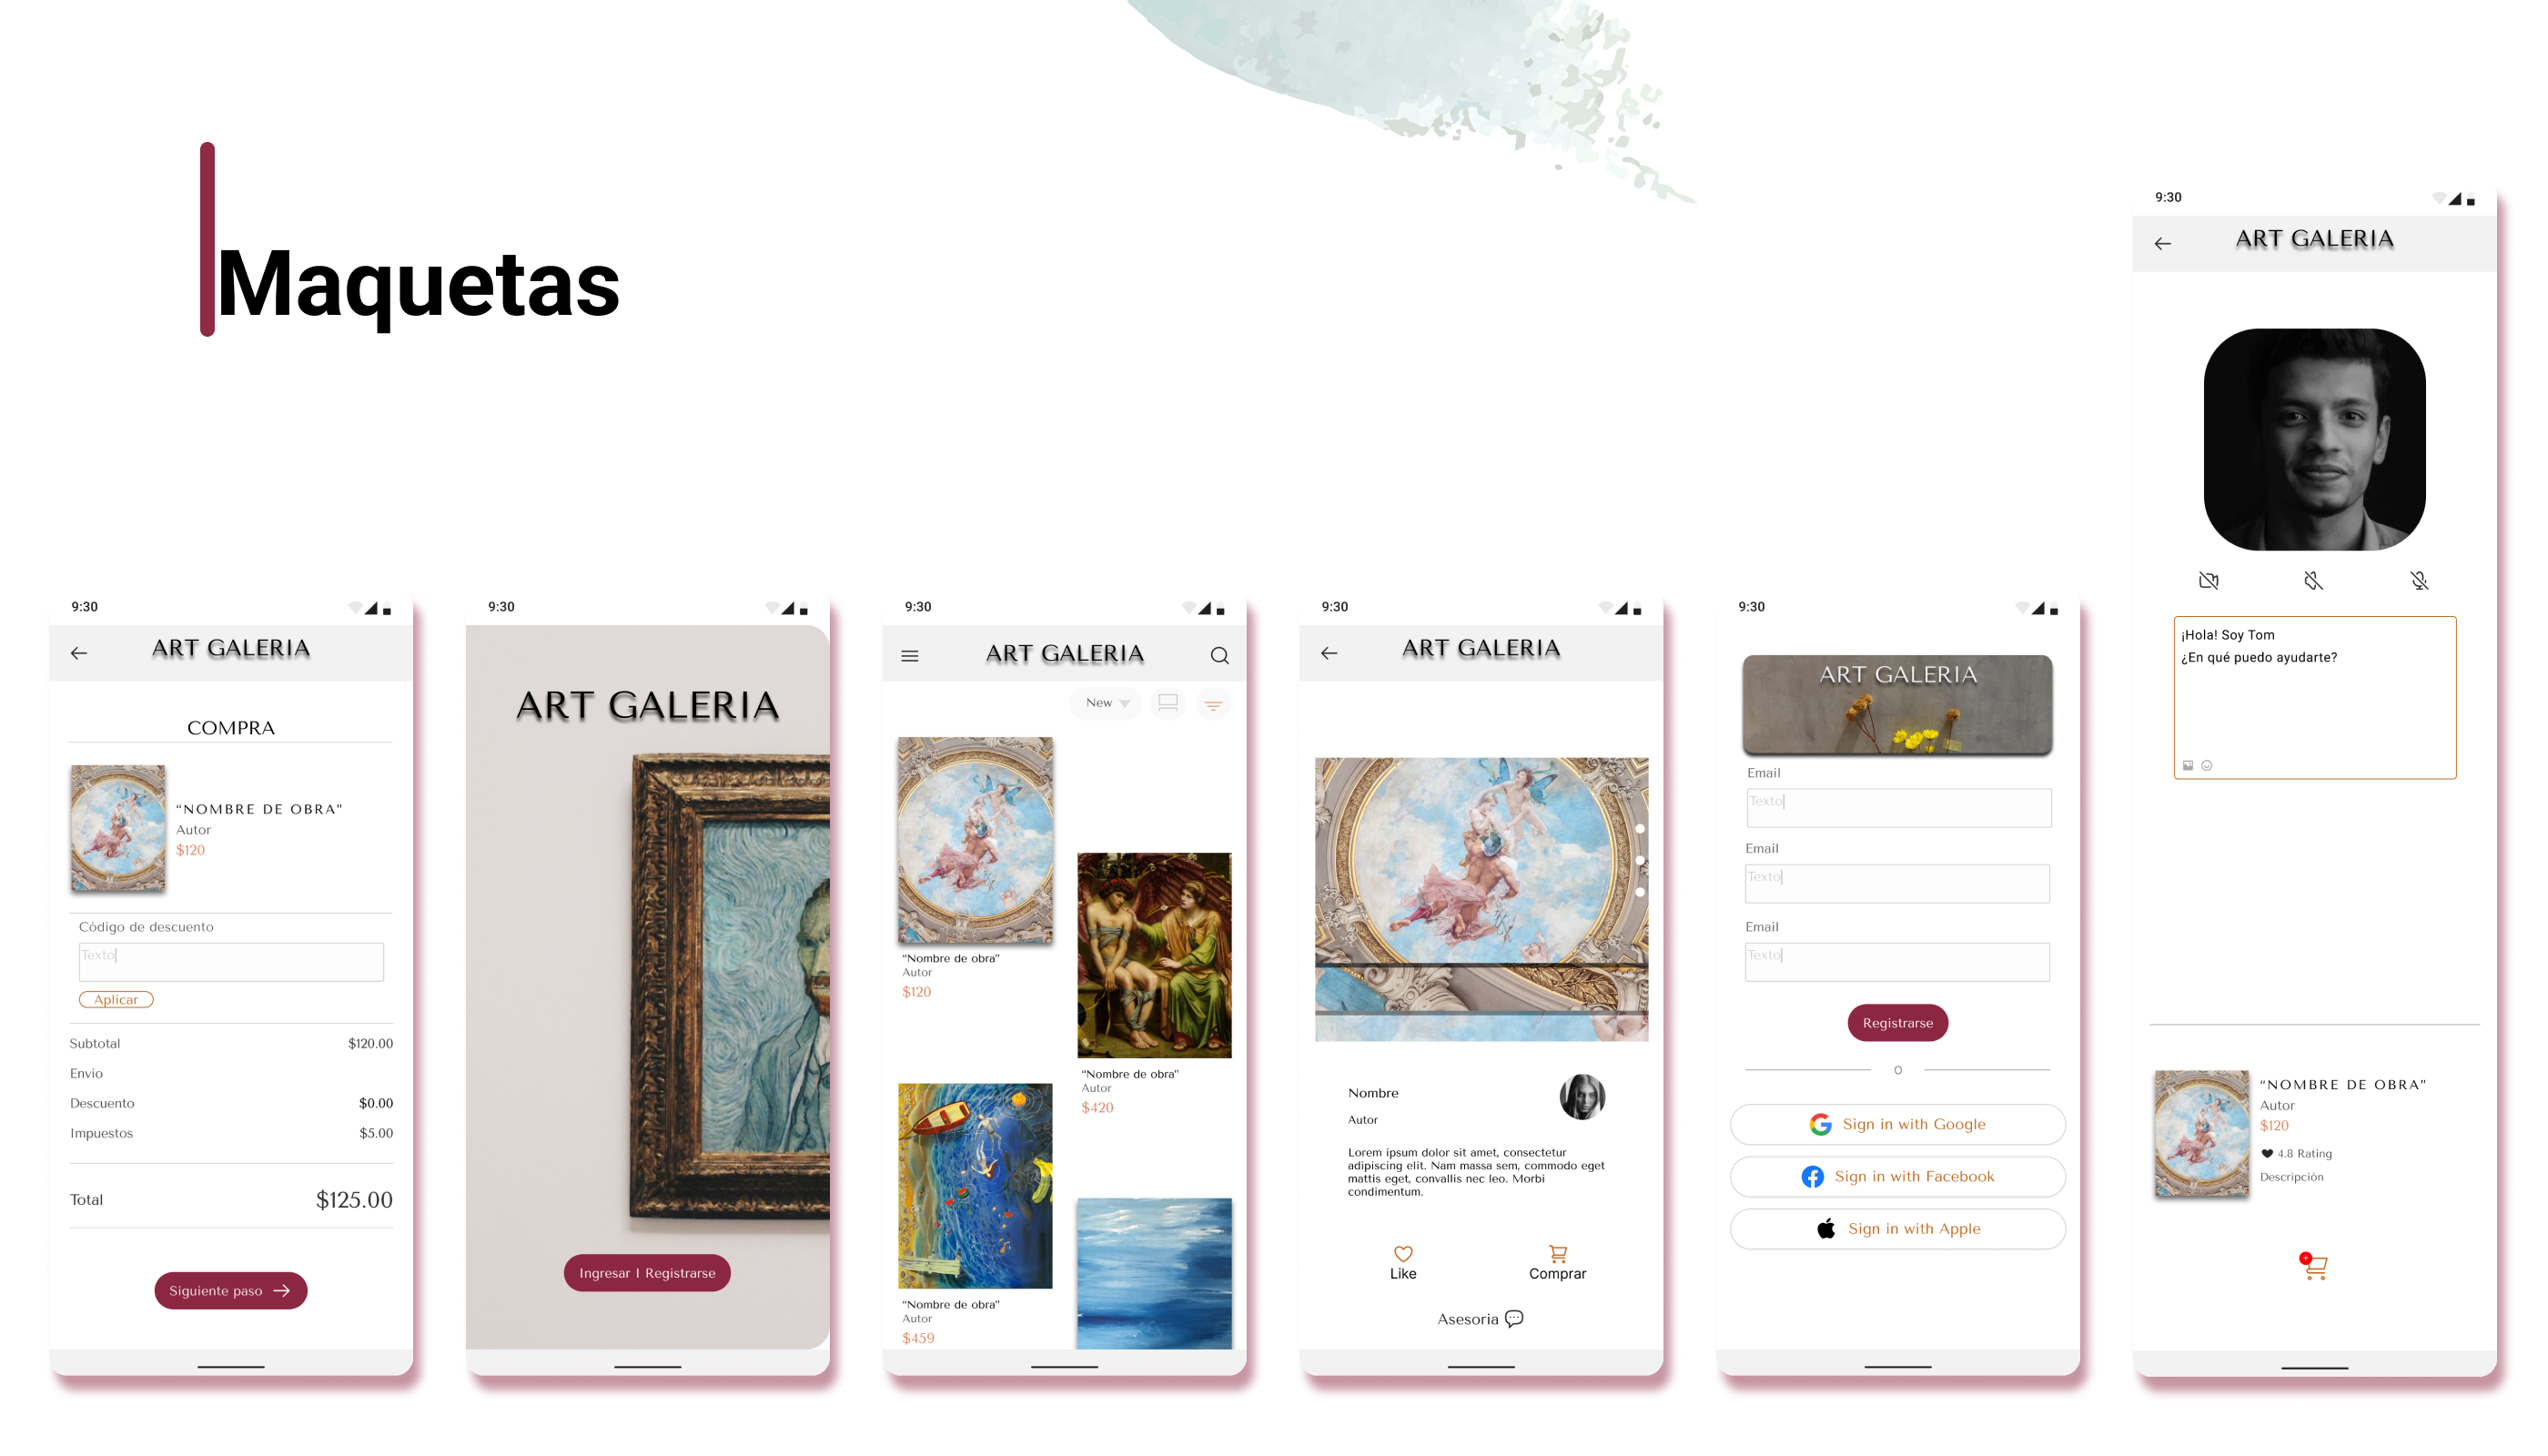 Maquetas
9:30
ART GALERIA
COMPRA
“NOMBRE DE OBRA”
Autor
$120
Código de descuento
Texto
Aplicar
Subtotal $120.00
Envio
Descuento $0.00
Impuestos $5.00
Total $125.00
Siguiente paso
9:30
ART GALERIA
Ingresar I Registrarse
9:30
ART GALERIA
New
“Nombre de obra”
Autor
$120
“Nombre de obra”
Autor
$420
“Nombre de obra”
Autor
$459
9:30
ART GALERIA
Nombre
Autor
Lorem ipsum dolor sit amet, consectetur
adipiscing elit. Nam massa sem, commodo eget
mattis eget, convallis nec leo. Morbi
condimentum.
Like
Comprar
Asesoria
9:30
ART GALERIA
Email
Texto
Email
Texto
Email
Texto
Registrarse
O
Sign in with Google
Sign in with Facebook
Sign in with Apple
9:30
ART GALERIA
¡Hola! Soy Tom
¿En qué puedo ayudarte?
“NOMBRE DE OBRA”
Autor
$120
4.8 Rating
Descripción